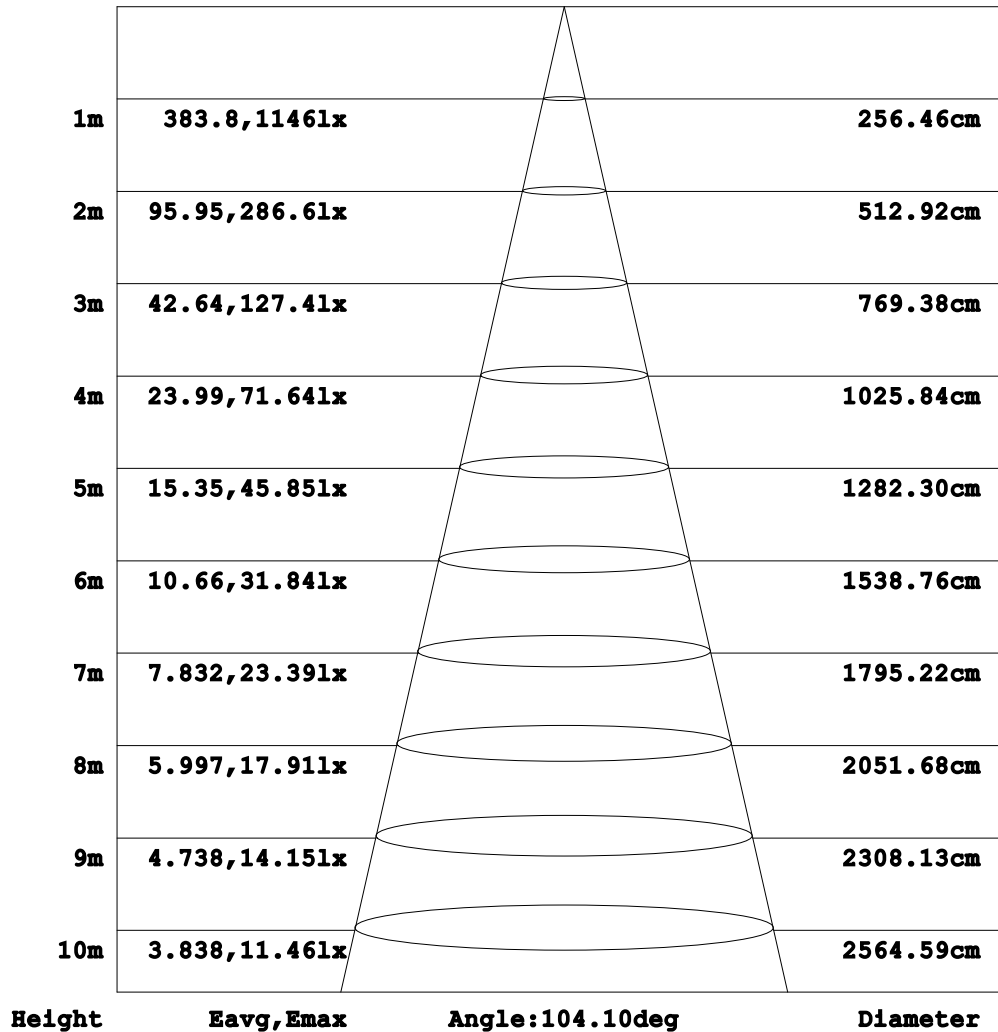 1m 383.8,1146lx 256.46cm
2m 95.95,286.6lx 512.92cm
3m 42.64,127.4lx 769.38cm
4m 23.99,71.64lx 1025.84cm
5m 15.35,45.85lx 1282.30cm
6m 10.66,31.84lx 1538.76cm
7m 7.832,23.39lx 1795.22cm
8m 5.997,17.91lx 2051.68cm
9m 4.738,14.15lx 2308.13cm
10m 3.838,11.46lx 2564.59cm
Height Eavg,Emax Angle:104.10deg Diameter